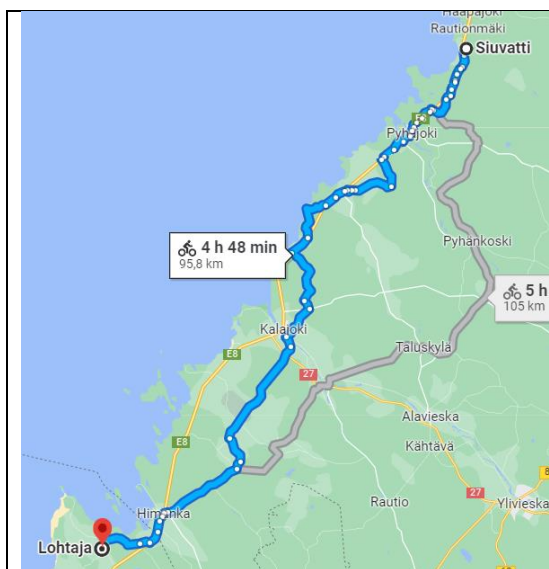 Haapajoki
Rautionmäki
Siuvatti
E8
Pyhäjoki
Pyhänkoski
4 h 48 min
95,8 km
5 h
105 km
Kalajoki
E8
Taluskylä
27
Alavieska
E8
Kähtävä
27
Rautio
Ylivieska
Himanka
Lohtaja